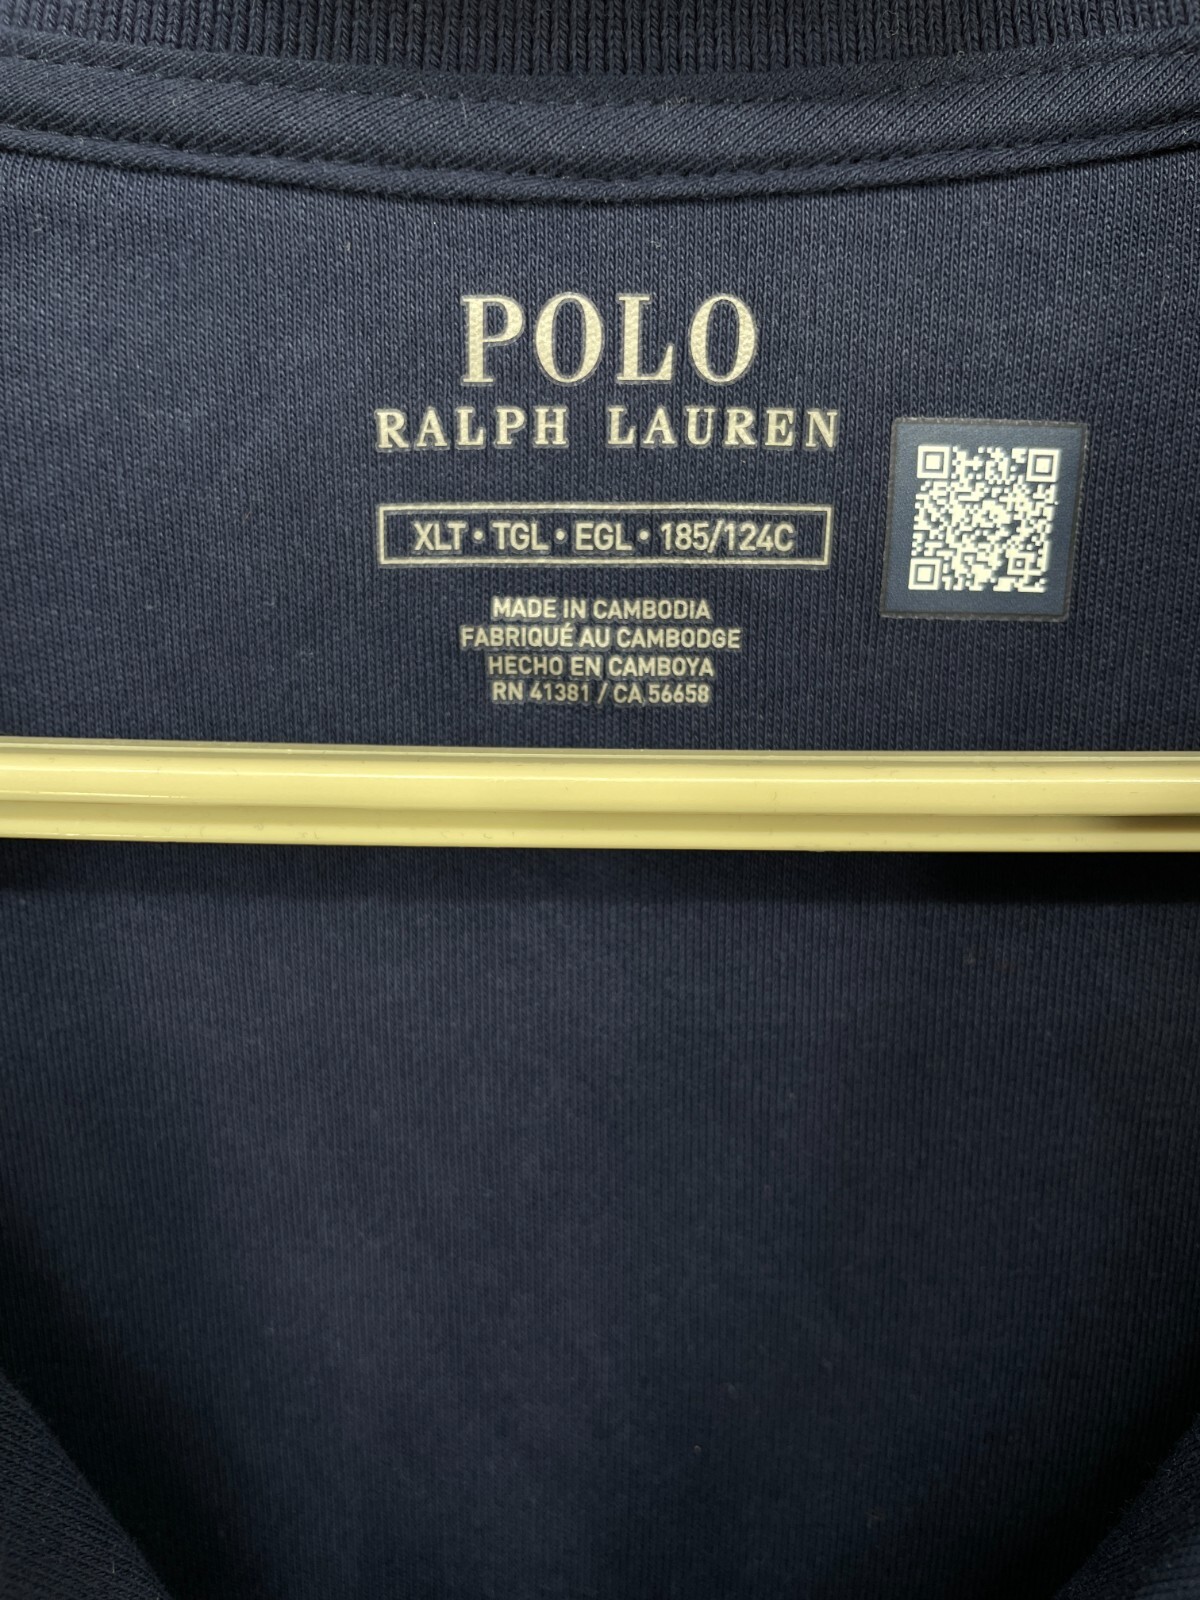 POLO
RALPH LAUREN
XLT • TGL • EGL • 185/124C
MADE IN CAMBODIA
FABRIQUÉ AU CAMBODGE
HECHO EN CAMBOYA
RN 41381 / CA 56658